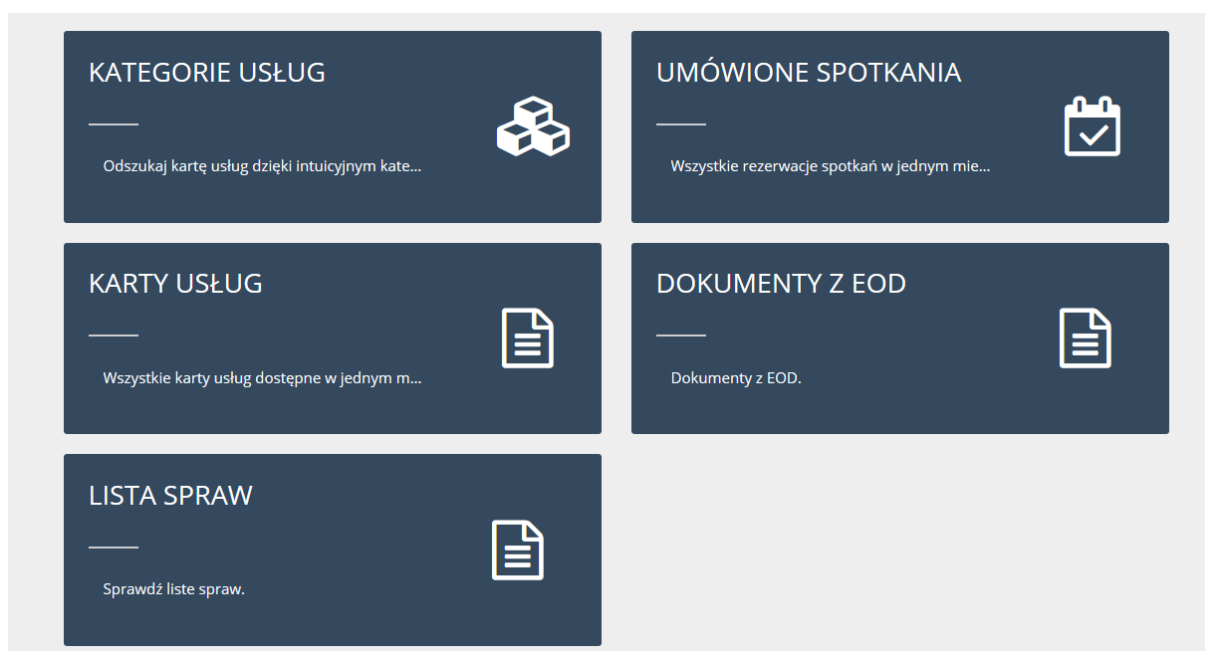 KATEGORIE USŁUG
Odszukaj kartę usług dzięki intuicyjnym kate...
UMÓWIONE SPOTKANIA
Wszystkie rezerwacje spotkań w jednym mie...
KARTY USŁUG
Wszystkie karty usług dostępne w jednym m...
DOKUMENTY Z EOD
Dokumenty z EOD.
LISTA SPRAW
Sprawdź liste spraw.